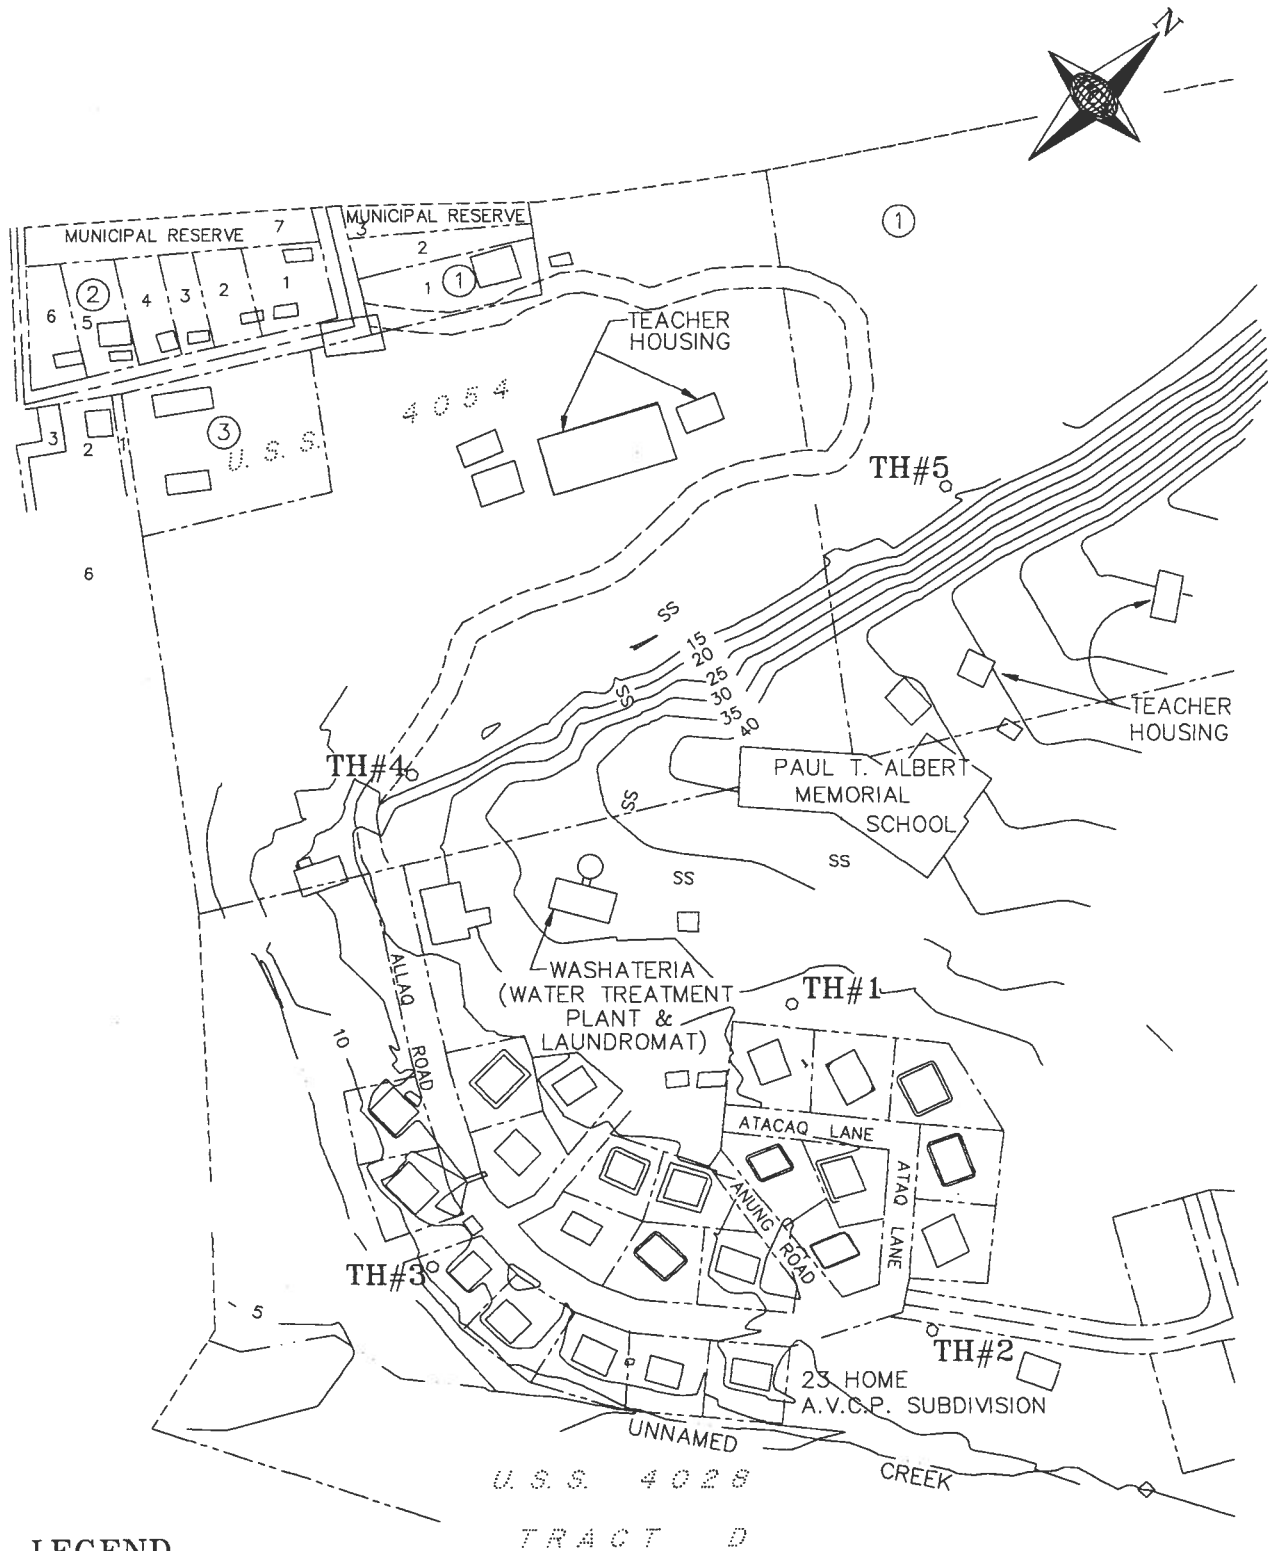 N
MUNICIPAL RESERVE
7
MUNICIPAL RESERVE
3
2
1
1
1
2
6
5
4
3
2
1
TEACHER
HOUSING
4054
3
2
1
3
U.S.S.
TH#5
6
SS
15
20
25
30
35
40
SS
TEACHER
HOUSING
TH#4
PAUL T. ALBERT
MEMORIAL
SCHOOL
SS
SS
SS
ALLAQ ROAD
WASHATERIA
(WATER TREATMENT
PLANT &
LAUNDROMAT)
TH#1
10
ATACAQ LANE
ATAQ LANE
ANUNG ROAD
TH#3
5
TH#2
23 HOME
A.V.C.P. SUBDIVISION
UNNAMED
CREEK
U.S.S. 4028
TRACT D
LEGEND